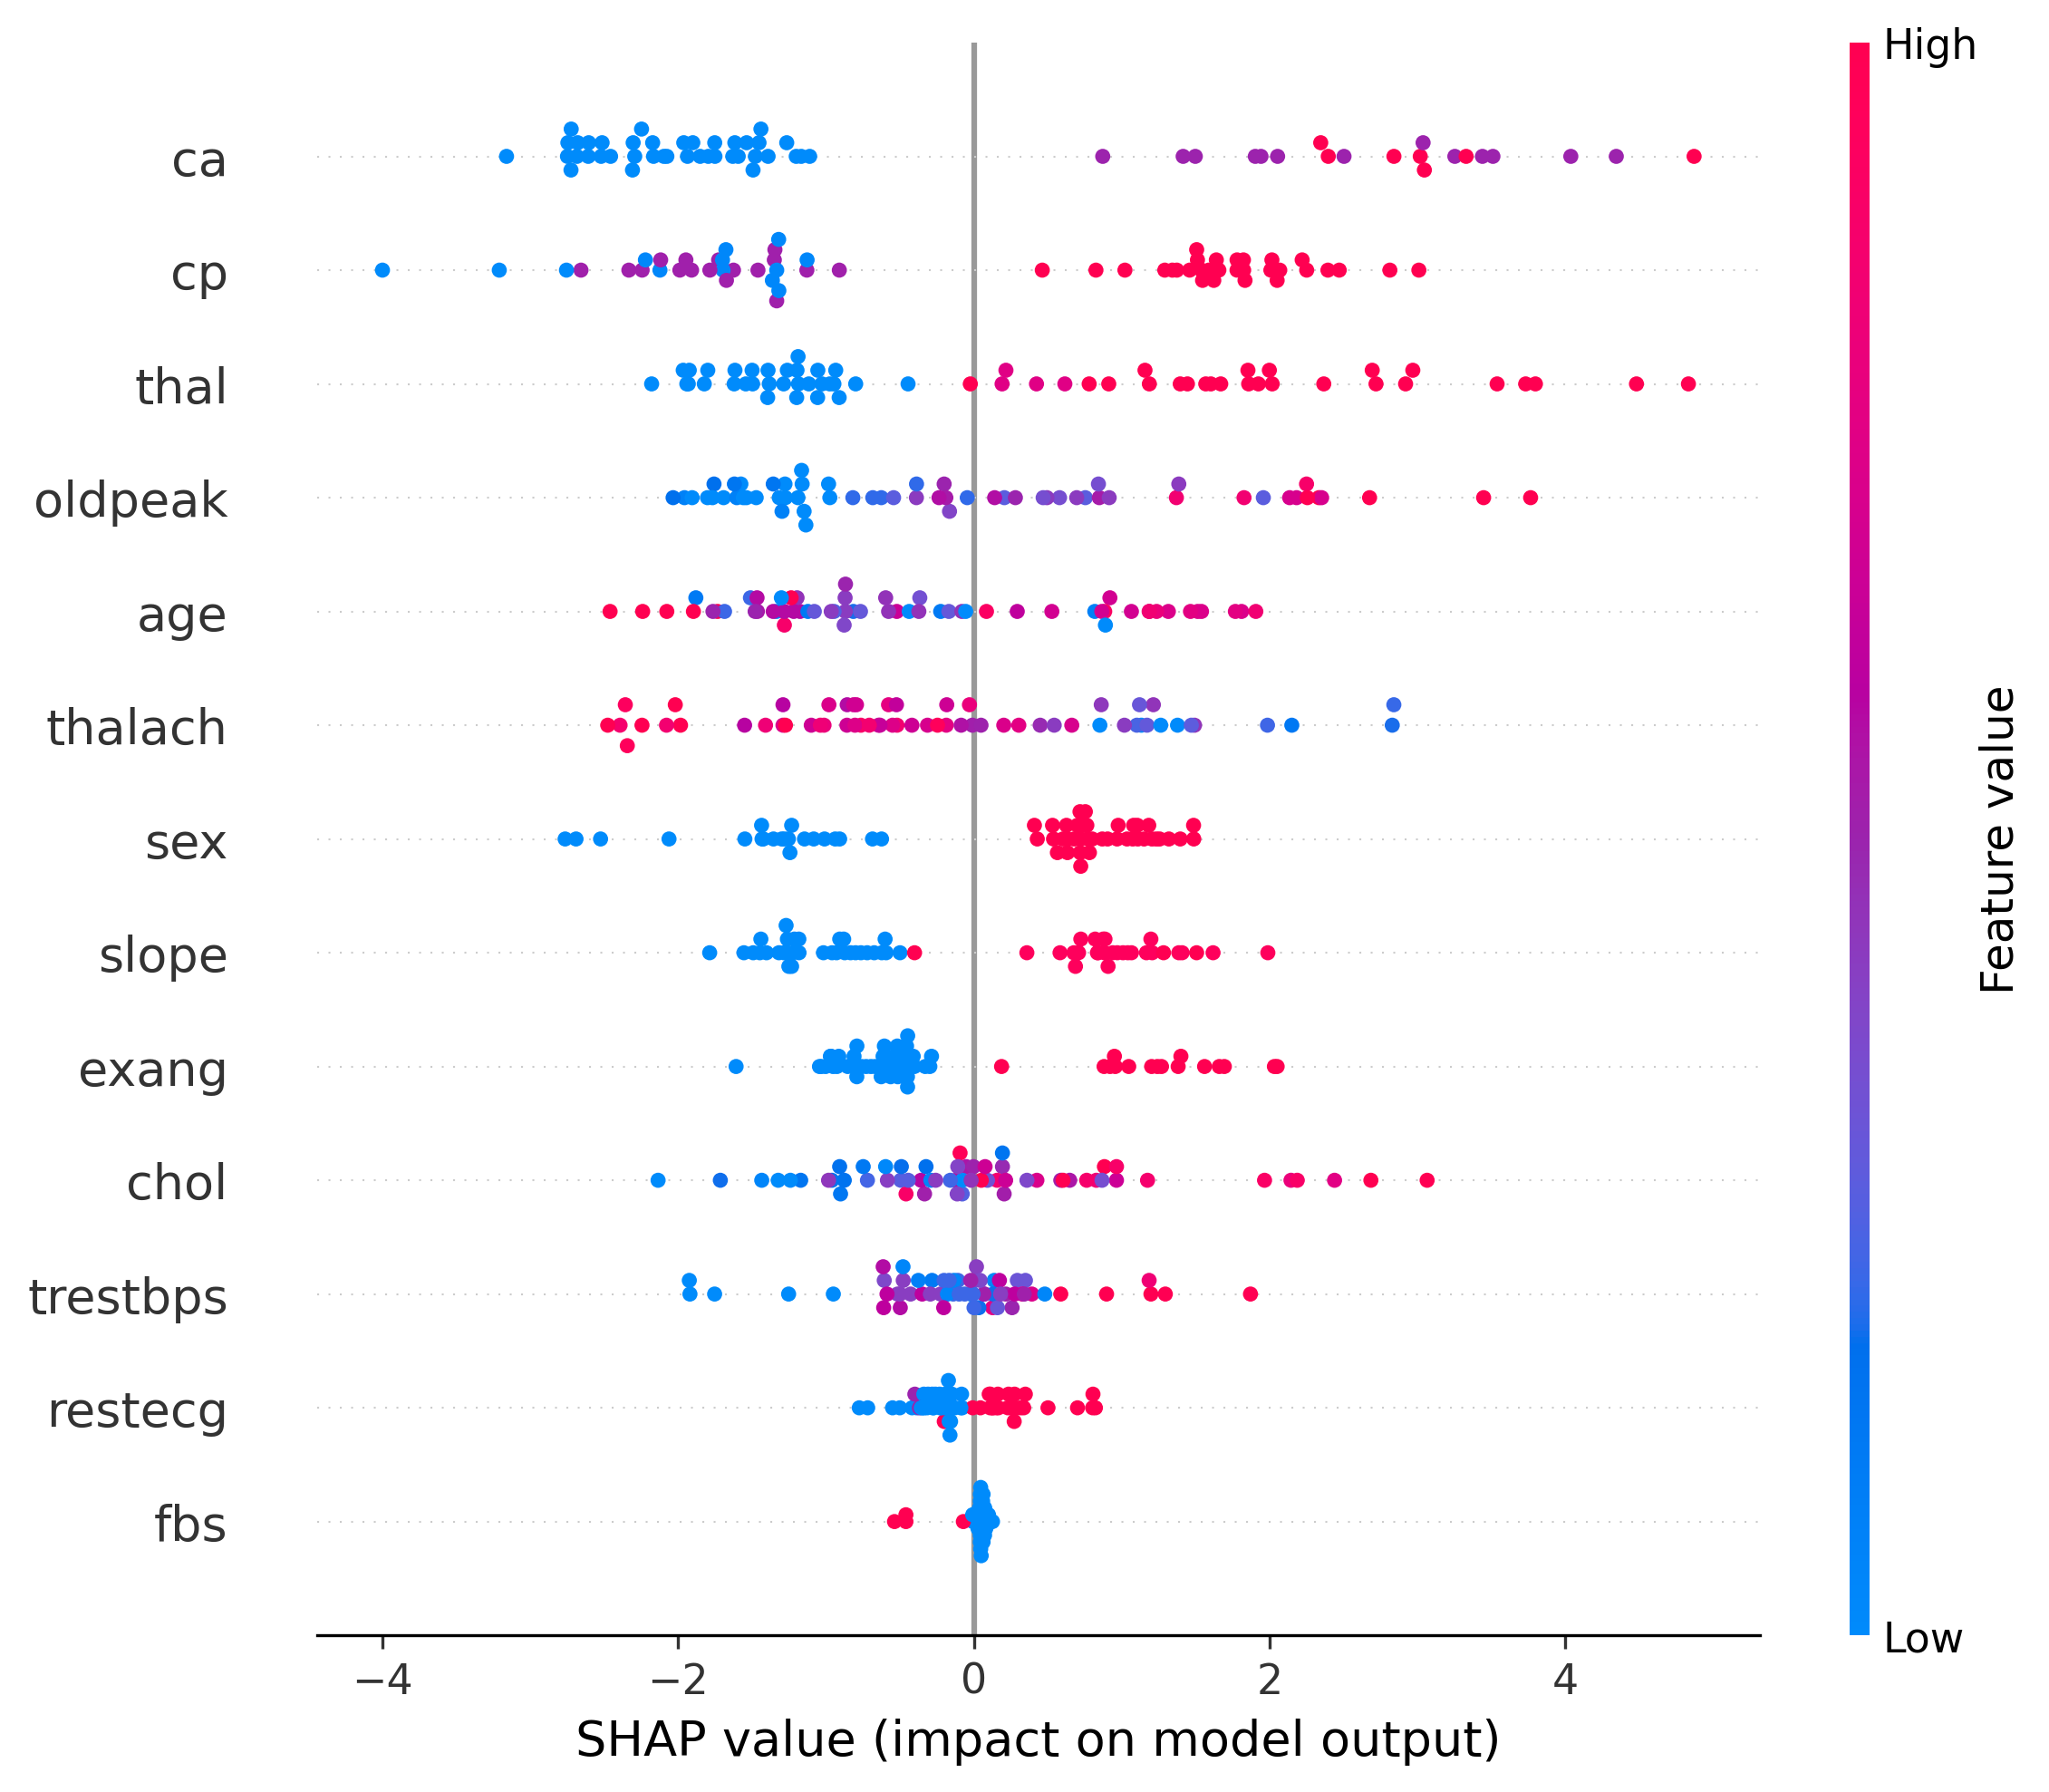 High
ca
cp
thal
oldpeak
age
thalach
sex
slope
exang
chol
trestbps
restecg
fbs
Feature value
Low
−4 −2 0 2 4
SHAP value (impact on model output)